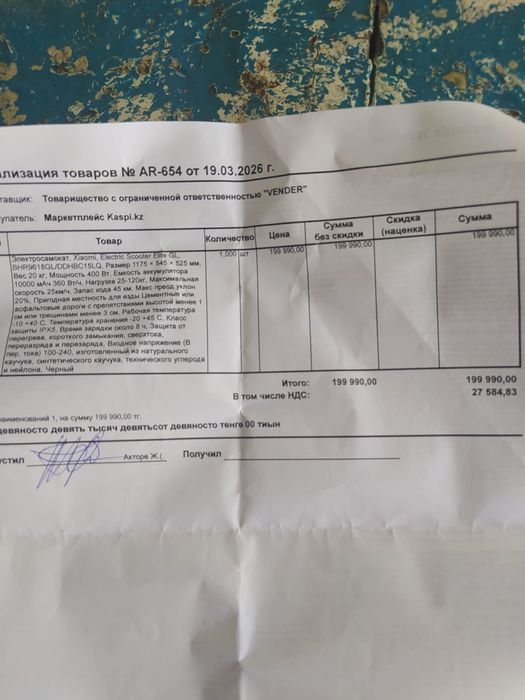 лизация товаров № AR-654 от 19.03.2026 г.
тавщик: Товарищество с ограниченной ответственностью "VENDER"
упатель: Маркетплейс Kaspi.kz
Товар Количество Цена Сумма без скидки Скидка (наценка) Сумма
Электросамокат, Xiaomi, Electric Scooter Elite GL, 1,000 шт 199 990,00 199 990,00 199 990,00
BHR9618GL/DDHBC15LQ, Размер 1175 × 545 × 525 мм,
Вес 20 кг, Мощность 400 Вт, Емкость аккумулятора
10000 мАч 360 Вт/ч, Нагрузка 25-120кг, Максимальная
скорость 25км/ч, Запас хода 45 км, Макс преод уклон
20%, Пригодная местность для езды Цементные или
асфальтовые дороги с препятствиями высотой менее 1
см или трещинами менее 3 см, Рабочая температура
-10 +40 С, Температура хранения -20 +45 С, Класс
защиты IPX5, Время зарядки около 8 ч, Защита от
перегрева, короткого замыкания, сверхтока,
переразряда и перезаряда, Входное напряжение (В
пер. тока) 100-240, изготовленный из натурального
каучука, синтетического каучука, технического углерода
и нейлона, Черный
Итого: 199 990,00 199 990,00
В том числе НДС: 27 584,83
наименований 1, на сумму 199 990,00 тг.
девяносто девять тысяч девятьсот девяносто тенге 00 тиын
устил Акторе Ж.(. Получил